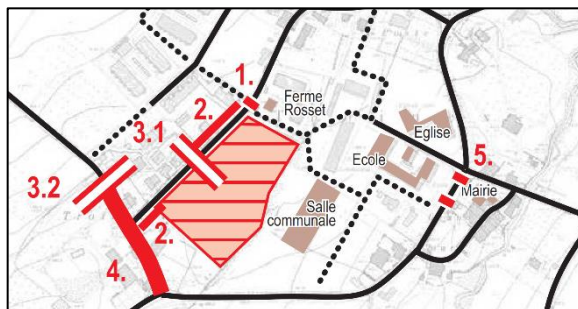 1.
2.
Ferme
Rosset
3.1
Eglise
5.
Ecole
3.2
Mairie
Salle
communale
2.
4.